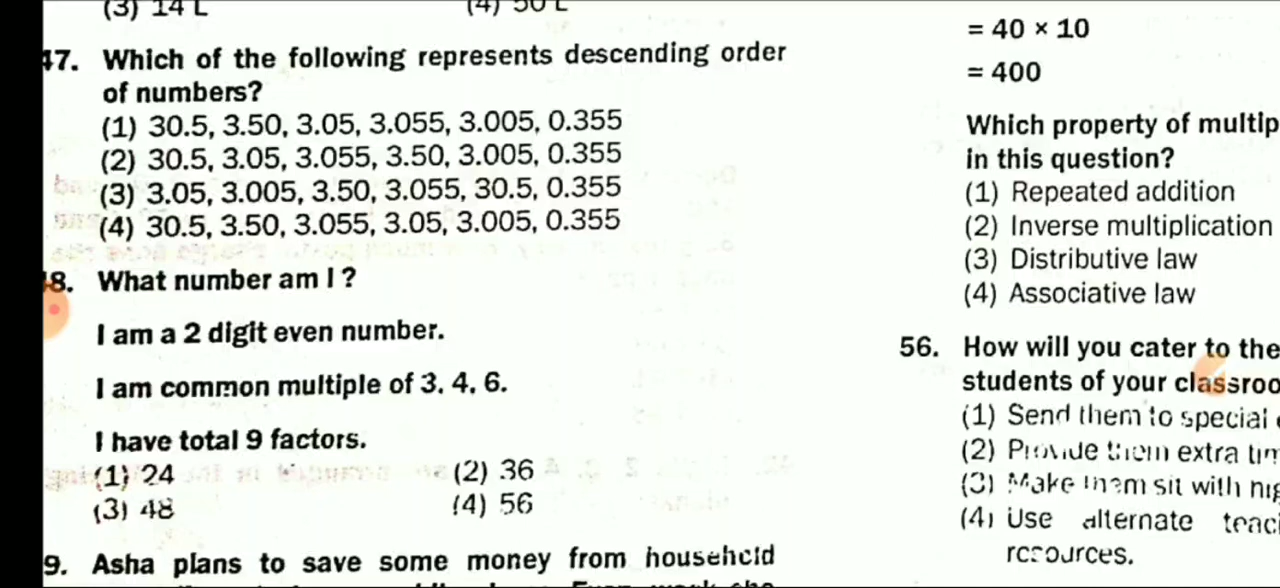 (3) 14 L (4) 50 L
47. Which of the following represents descending order
of numbers?
(1) 30.5, 3.50, 3.05, 3.055, 3.005, 0.355
(2) 30.5, 3.05, 3.055, 3.50, 3.005, 0.355
(3) 3.05, 3.005, 3.50, 3.055, 30.5, 0.355
(4) 30.5, 3.50, 3.055, 3.05, 3.005, 0.355
8. What number am I ?
I am a 2 digit even number.
I am common multiple of 3, 4, 6.
I have total 9 factors.
(1) 24 (2) 36
(3) 48 (4) 56
9. Asha plans to save some money from household
= 40 × 10
= 400
Which property of multip
in this question?
(1) Repeated addition
(2) Inverse multiplication
(3) Distributive law
(4) Associative law
56. How will you cater to the
students of your classroo
(1) Send them to special
(2) Provide them extra tim
(3) Make them sit with hig
(4) Use alternate teac
resources.